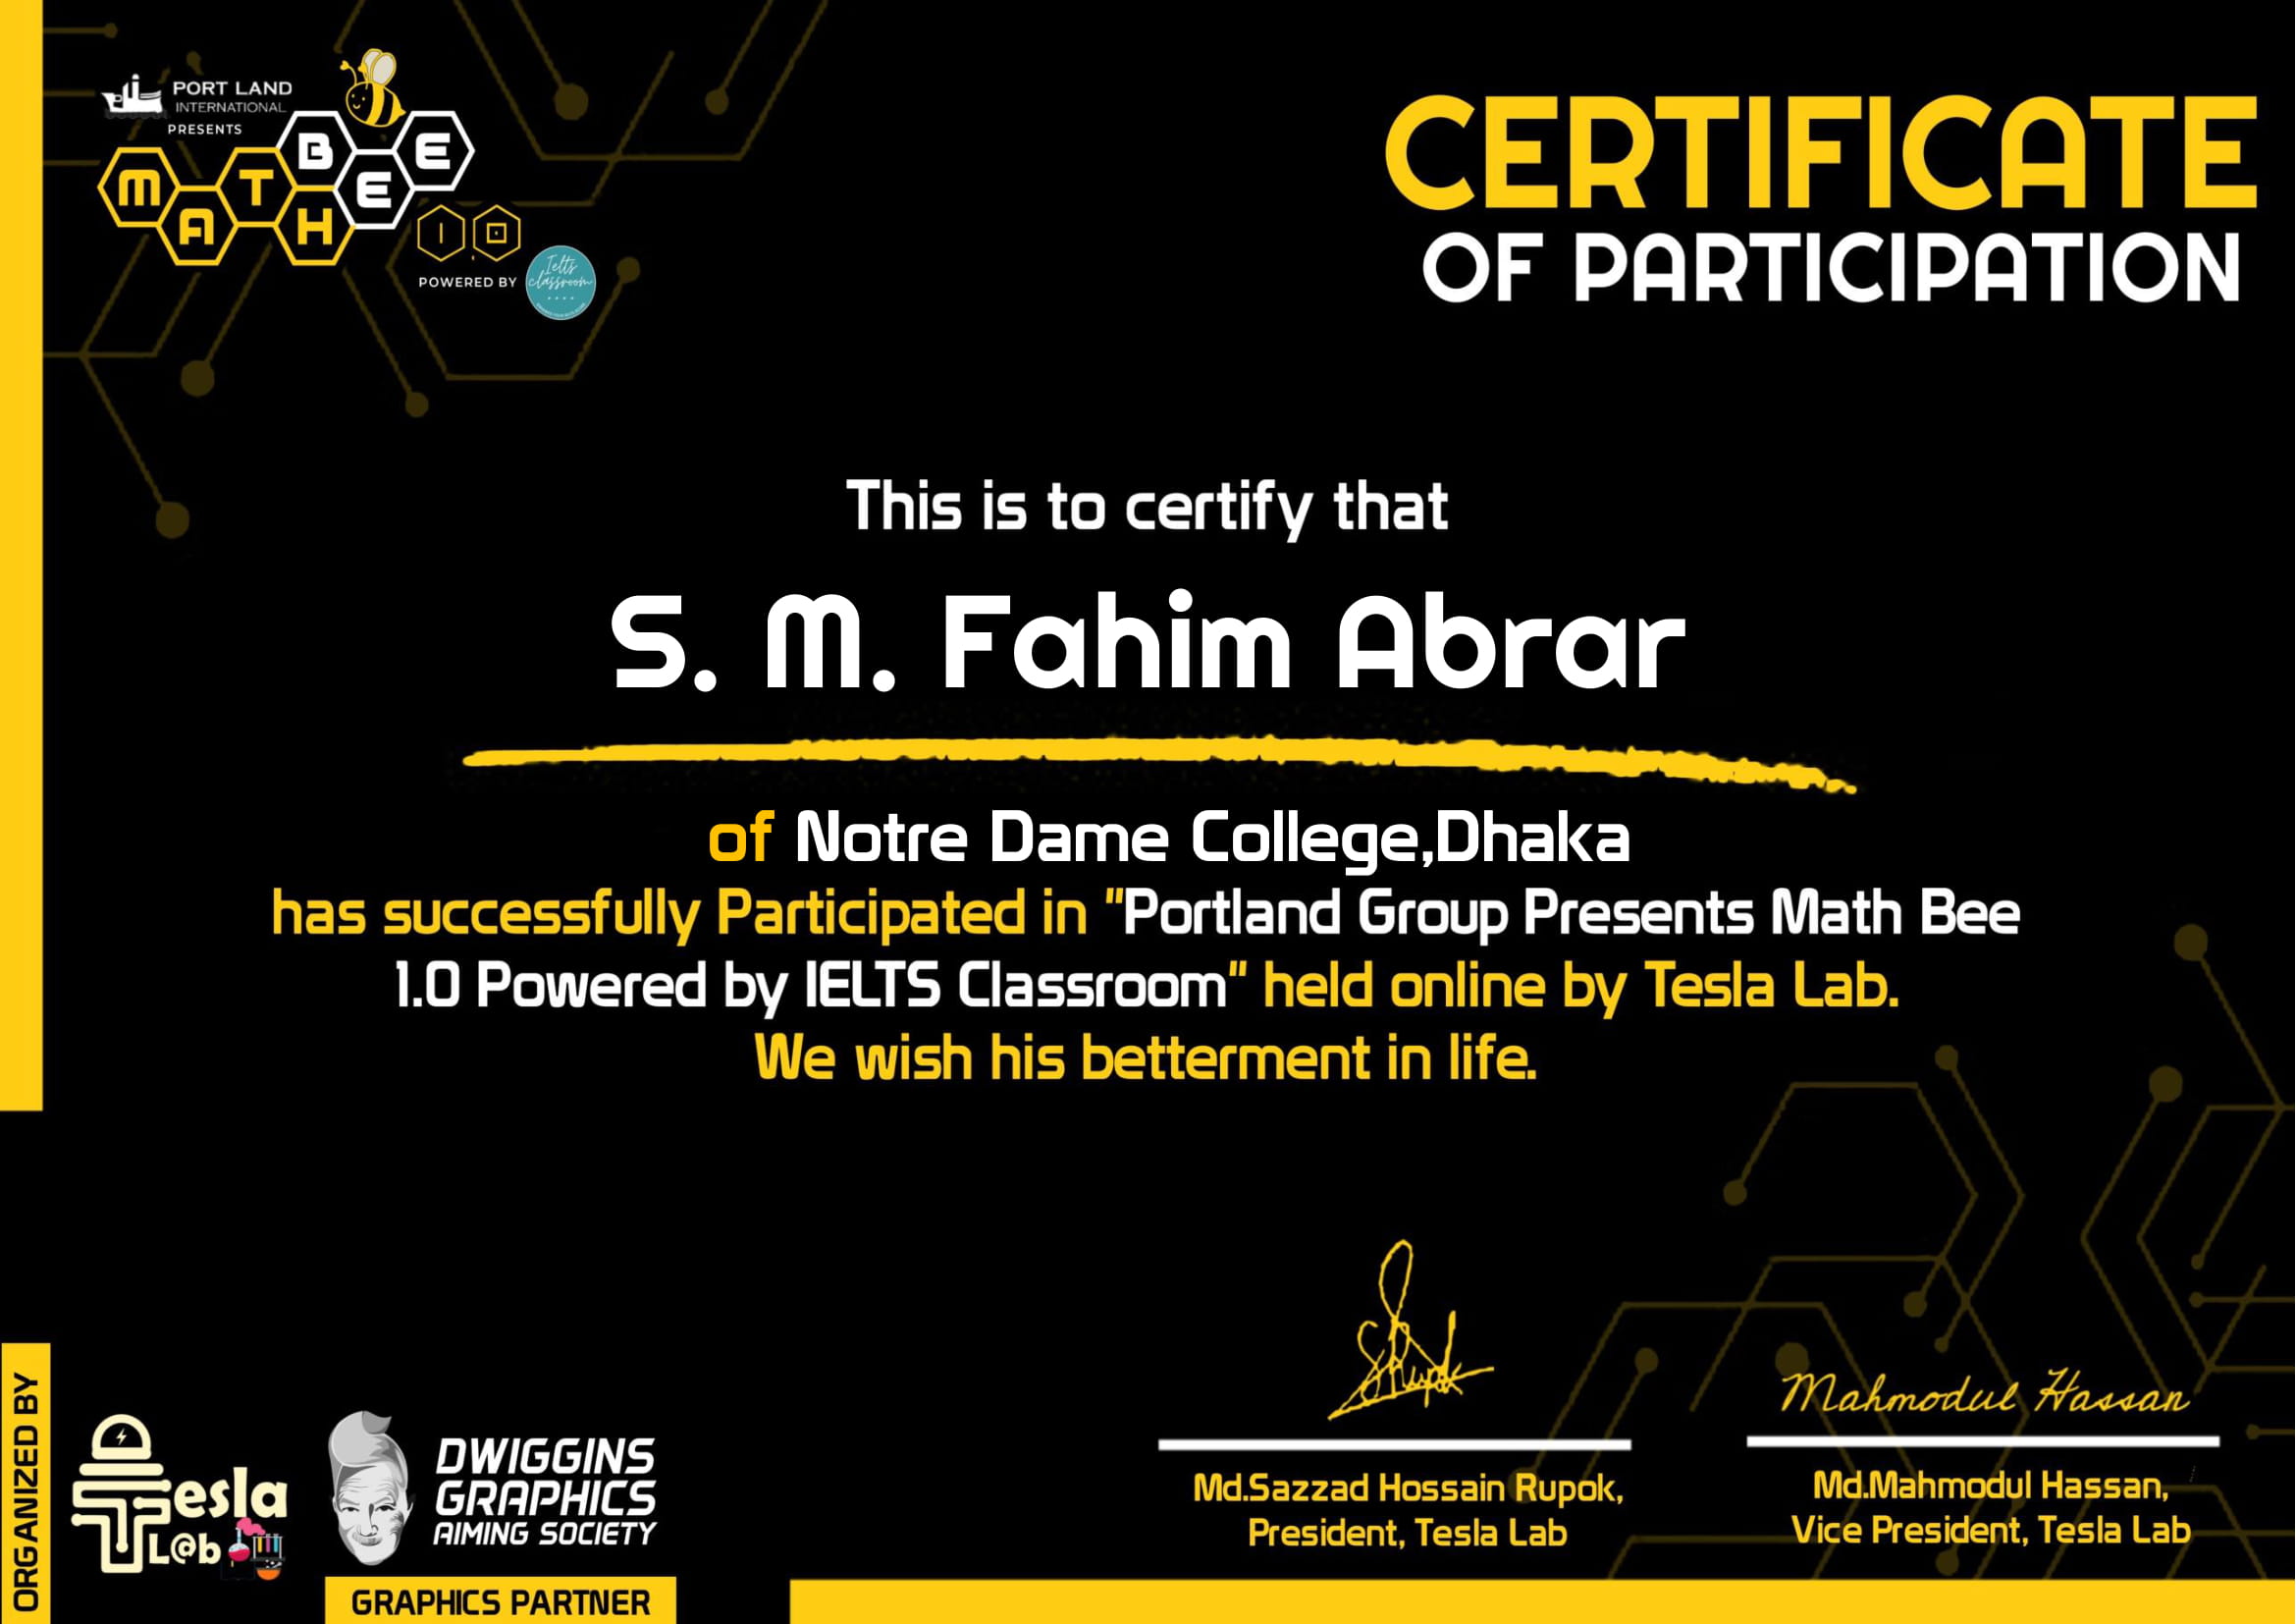 PORT LAND
INTERNATIONAL
PRESENTS
MATH BEE
1.0
POWERED BY
Ielts
classroom
CERTIFICATE
OF PARTICIPATION
This is to certify that
S. M. Fahim Abrar
of Notre Dame College,Dhaka
has successfully Participated in "Portland Group Presents Math Bee
1.0 Powered by IELTS Classroom" held online by Tesla Lab.
We wish his betterment in life.
Rupok
Mahmodul Hassan
Md.Sazzad Hossain Rupok,
President, Tesla Lab
Md.Mahmodul Hassan,
Vice President, Tesla Lab
ORGANIZED BY
Tesla
L@b
DWIGGINS
GRAPHICS
AIMING SOCIETY
GRAPHICS PARTNER